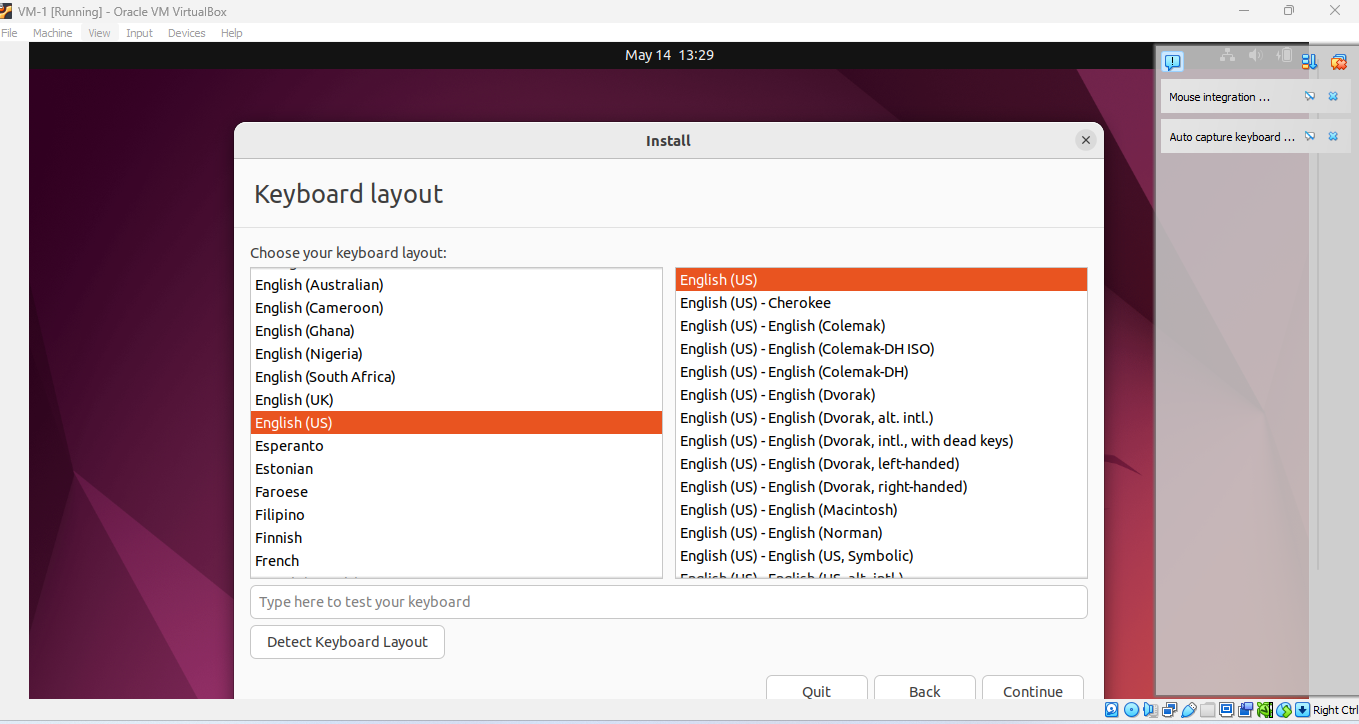 VM-1 [Running] - Oracle VM VirtualBox
File Machine View Input Devices Help
May 14 13:29
Mouse integration ...
Auto capture keyboard ...
Install
Keyboard layout
Choose your keyboard layout:
English (Australian)
English (Cameroon)
English (Ghana)
English (Nigeria)
English (South Africa)
English (UK)
English (US)
Esperanto
Estonian
Faroese
Filipino
Finnish
French
English (US)
English (US) - Cherokee
English (US) - English (Colemak)
English (US) - English (Colemak-DH ISO)
English (US) - English (Colemak-DH)
English (US) - English (Dvorak)
English (US) - English (Dvorak, alt. intl.)
English (US) - English (Dvorak, intl., with dead keys)
English (US) - English (Dvorak, left-handed)
English (US) - English (Dvorak, right-handed)
English (US) - English (Macintosh)
English (US) - English (Norman)
English (US) - English (US, Symbolic)
English (US) - English (US, alt. intl.)
Type here to test your keyboard
Detect Keyboard Layout
Quit Back Continue
Right Ctrl